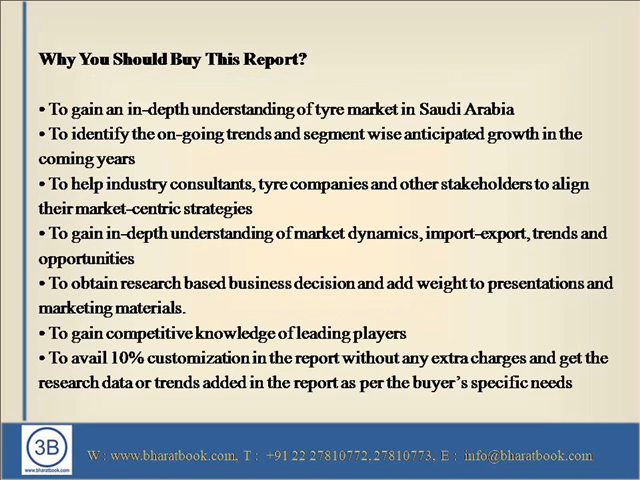 Why You Should Buy This Report?
• To gain an in-depth understanding of tyre market in Saudi Arabia
• To identify the on-going trends and segment wise anticipated growth in the
coming years
• To help industry consultants, tyre companies and other stakeholders to align
their market-centric strategies
• To gain in-depth understanding of market dynamics, import-export, trends and
opportunities
• To obtain research based business decision and add weight to presentations and
marketing materials.
• To gain competitive knowledge of leading players
• To avail 10% customization in the report without any extra charges and get the
research data or trends added in the report as per the buyer's specific needs
3B
www.bharatbook.com
W : www.bharatbook.com, T : +91 22 27810772, 27810773, E : info@bharatbook.com